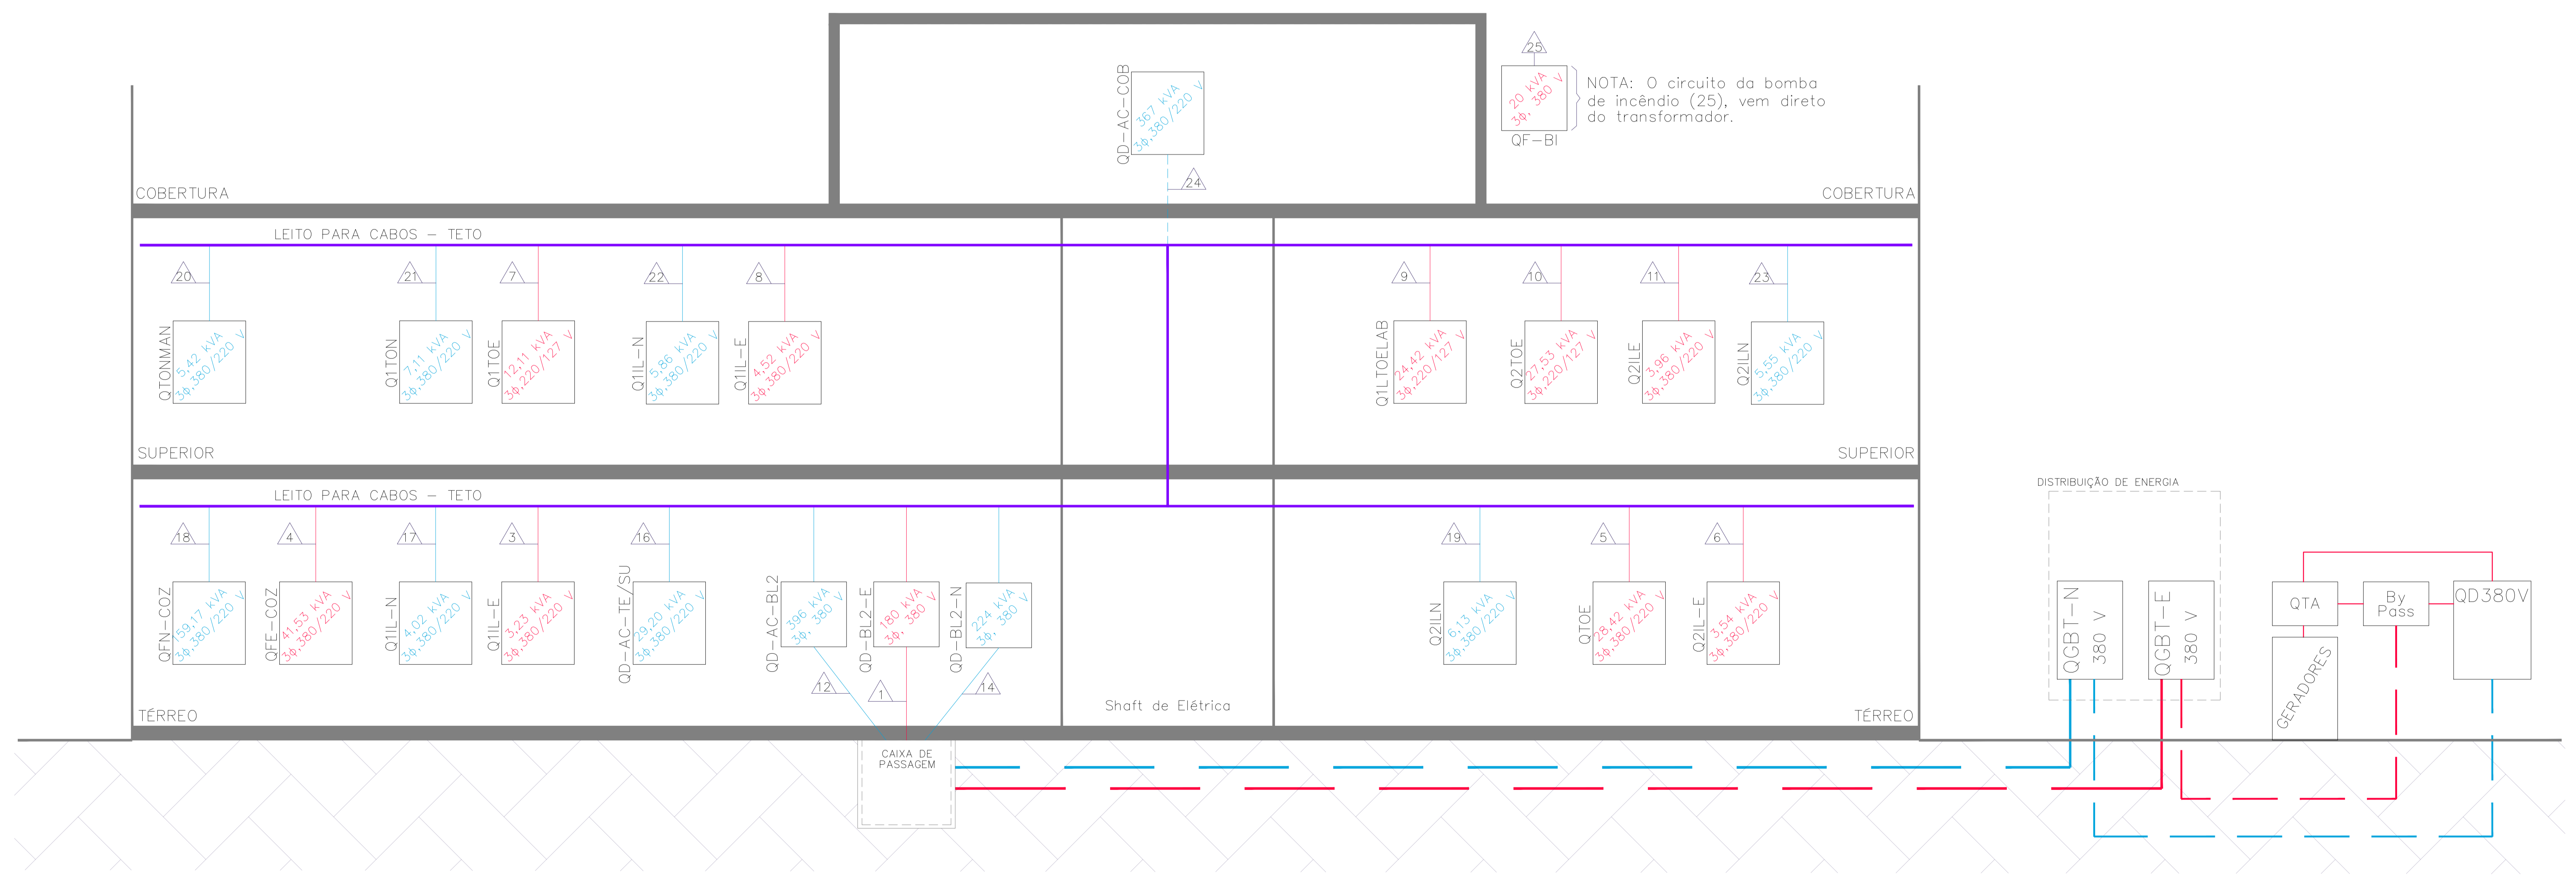 25
20 kVA
3φ, 380 V
QF-BI
NOTA: O circuito da bomba
de incêndio (25), vem direto
do transformador.
QD-AC-COB
367 kVA
3φ,380/220 V
24
COBERTURA
COBERTURA
LEITO PARA CABOS - TETO
20
21
7
22
8
9
10
11
23
QTONMAN
5,42 kVA
3φ,380/220 V
Q1TON
7,11 kVA
3φ,380/220 V
Q1TOE
12,11 kVA
3φ,220/127 V
Q1IL-N
5,86 kVA
3φ,380/220 V
Q1IL-E
4,52 kVA
3φ,380/220 V
Q1LTOELAB
24,42 kVA
3φ,220/127 V
Q2TOE
27,53 kVA
3φ,220/127 V
Q2ILE
3,96 kVA
3φ,380/220 V
Q2ILN
5,55 kVA
3φ,380/220 V
SUPERIOR
SUPERIOR
LEITO PARA CABOS - TETO
18
4
17
3
16
19
5
6
QFN-COZ
159,17 kVA
3φ,380/220 V
QFE-COZ
41,53 kVA
3φ,380/220 V
Q1IL-N
4,02 kVA
3φ,380/220 V
Q1IL-E
3,23 kVA
3φ,380/220 V
QD-AC-TE/SU
29,20 kVA
3φ,380/220 V
QD-AC-BL2
396 kVA
3φ, 380 V
QD-BL2-E
180 kVA
3φ, 380 V
QD-BL2-N
224 kVA
3φ, 380 V
Q2ILN
6,13 kVA
3φ,380/220 V
QTOE
28,42 kVA
3φ,380/220 V
Q2IL-E
3,54 kVA
3φ,380/220 V
12
1
14
Shaft de Elétrica
TÉRREO
TÉRREO
CAIXA DE
PASSAGEM
DISTRIBUIÇÃO DE ENERGIA
QGBT-N
380 V
QGBT-E
380 V
QTA
By
Pass
QD380V
GERADORES